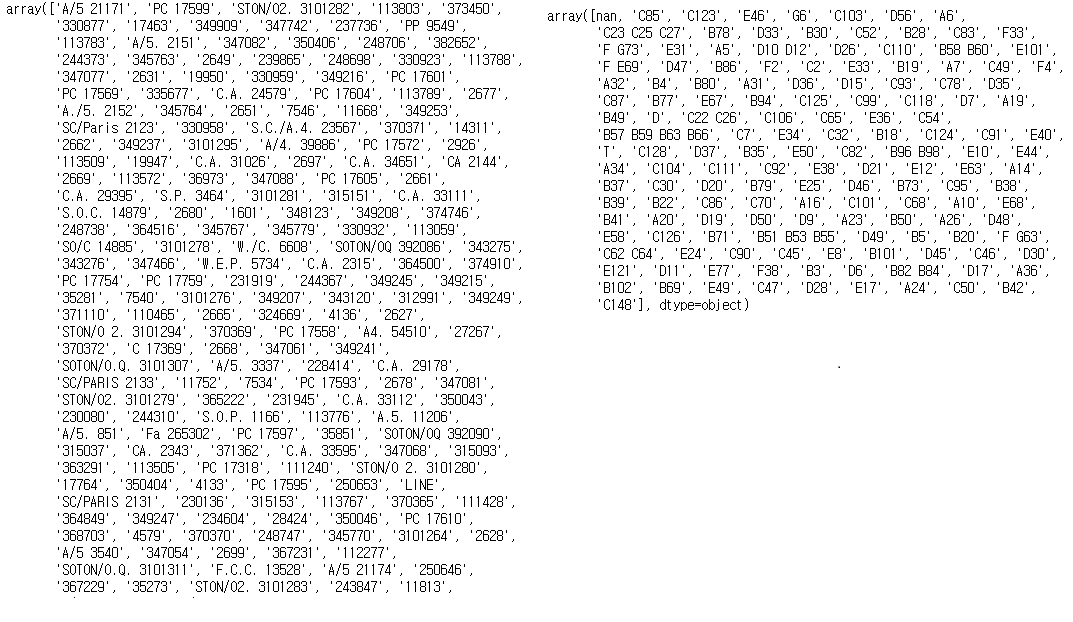 array(['A/5 21171', 'PC 17599', 'STON/O2. 3101282', '113803', '373450',
'330877', '17463', '349909', '347742', '237736', 'PP 9549',
'113783', 'A/5. 2151', '347082', '350406', '248706', '382652',
'244373', '345763', '2649', '239865', '248698', '330923', '113788',
'347077', '2631', '19950', '330959', '349216', 'PC 17601',
'PC 17569', '335677', 'C.A. 24579', 'PC 17604', '113789', '2677',
'A./5. 2152', '345764', '2651', '7546', '11668', '349253',
'SC/Paris 2123', '330958', 'S.C./A.4. 23567', '370371', '14311',
'2662', '349237', '3101295', 'A/4. 39886', 'PC 17572', '2926',
'113509', '19947', 'C.A. 31026', '2697', 'C.A. 34651', 'CA 2144',
'2669', '113572', '36973', '347088', 'PC 17605', '2661',
'C.A. 29395', 'S.P. 3464', '3101281', '315151', 'C.A. 33111',
'S.O.C. 14879', '2680', '1601', '348123', '349208', '374746',
'248738', '364516', '345767', '345779', '330932', '113059',
'SO/C 14885', '3101278', 'W./C. 6608', 'SOTON/OQ 392086', '343275',
'343276', '347466', 'W.E.P. 5734', 'C.A. 2315', '364500', '374910',
'PC 17754', 'PC 17759', '231919', '244367', '349245', '349215',
'35281', '7540', '3101276', '349207', '343120', '312991', '349249',
'371110', '110465', '2665', '324669', '4136', '2627',
'STON/O 2. 3101294', '370369', 'PC 17558', 'A4. 54510', '27267',
'370372', 'C 17369', '2668', '347061', '349241',
'SOTON/O.Q. 3101307', 'A/5. 3337', '228414', 'C.A. 29178',
'SC/PARIS 2133', '11752', '7534', 'PC 17593', '2678', '347081',
'STON/O2. 3101279', '365222', '231945', 'C.A. 33112', '350043',
'230080', '244310', 'S.O.P. 1166', '113776', 'A.5. 11206',
'A/5. 851', 'Fa 265302', 'PC 17597', '35851', 'SOTON/OQ 392090',
'315037', 'CA. 2343', '371362', 'C.A. 33595', '347068', '315093',
'363291', '113505', 'PC 17318', '111240', 'STON/O 2. 3101280',
'17764', '350404', '4133', 'PC 17595', '250653', 'LINE',
'SC/PARIS 2131', '230136', '315153', '113767', '370365', '111428',
'364849', '349247', '234604', '28424', '350046', 'PC 17610',
'368703', '4579', '370370', '248747', '345770', '3101264', '2628',
'A/5 3540', '347054', '2699', '367231', '112277',
'SOTON/O.Q. 3101311', 'F.C.C. 13528', 'A/5 21174', '250646',
'367229', '35273', 'STON/O2. 3101283', '243847', '11813',
array([nan, 'C85', 'C123', 'E46', 'G6', 'C103', 'D56', 'A6',
'C23 C25 C27', 'B78', 'D33', 'B30', 'C52', 'B28', 'C83', 'F33',
'F G73', 'E31', 'A5', 'D10 D12', 'D26', 'C110', 'B58 B60', 'E101',
'F E69', 'D47', 'B86', 'F2', 'C2', 'E33', 'B19', 'A7', 'C49', 'F4',
'A32', 'B4', 'B80', 'A31', 'D36', 'D15', 'C93', 'C78', 'D35',
'C87', 'B77', 'E67', 'B94', 'C125', 'C99', 'C118', 'D7', 'A19',
'B49', 'D', 'C22 C26', 'C106', 'C65', 'E36', 'C54',
'B57 B59 B63 B66', 'C7', 'E34', 'C32', 'B18', 'C124', 'C91', 'E40',
'T', 'C128', 'D37', 'B35', 'E50', 'C82', 'B96 B98', 'E10', 'E44',
'A34', 'C104', 'C111', 'C92', 'E38', 'D21', 'E12', 'E63', 'A14',
'B37', 'C30', 'D20', 'B79', 'E25', 'D46', 'B73', 'C95', 'B38',
'B39', 'B22', 'C86', 'C70', 'A16', 'C101', 'C68', 'A10', 'E68',
'B41', 'A20', 'D19', 'D50', 'D9', 'A23', 'B50', 'A26', 'D48',
'E58', 'C126', 'B71', 'B51 B53 B55', 'D49', 'B5', 'B20', 'F G63',
'C62 C64', 'E24', 'C90', 'C45', 'E8', 'B101', 'D45', 'C46', 'D30',
'E121', 'D11', 'E77', 'F38', 'B3', 'D6', 'B82 B84', 'D17', 'A36',
'B102', 'B69', 'E49', 'C47', 'D28', 'E17', 'A24', 'C50', 'B42',
'C148'], dtype=object)